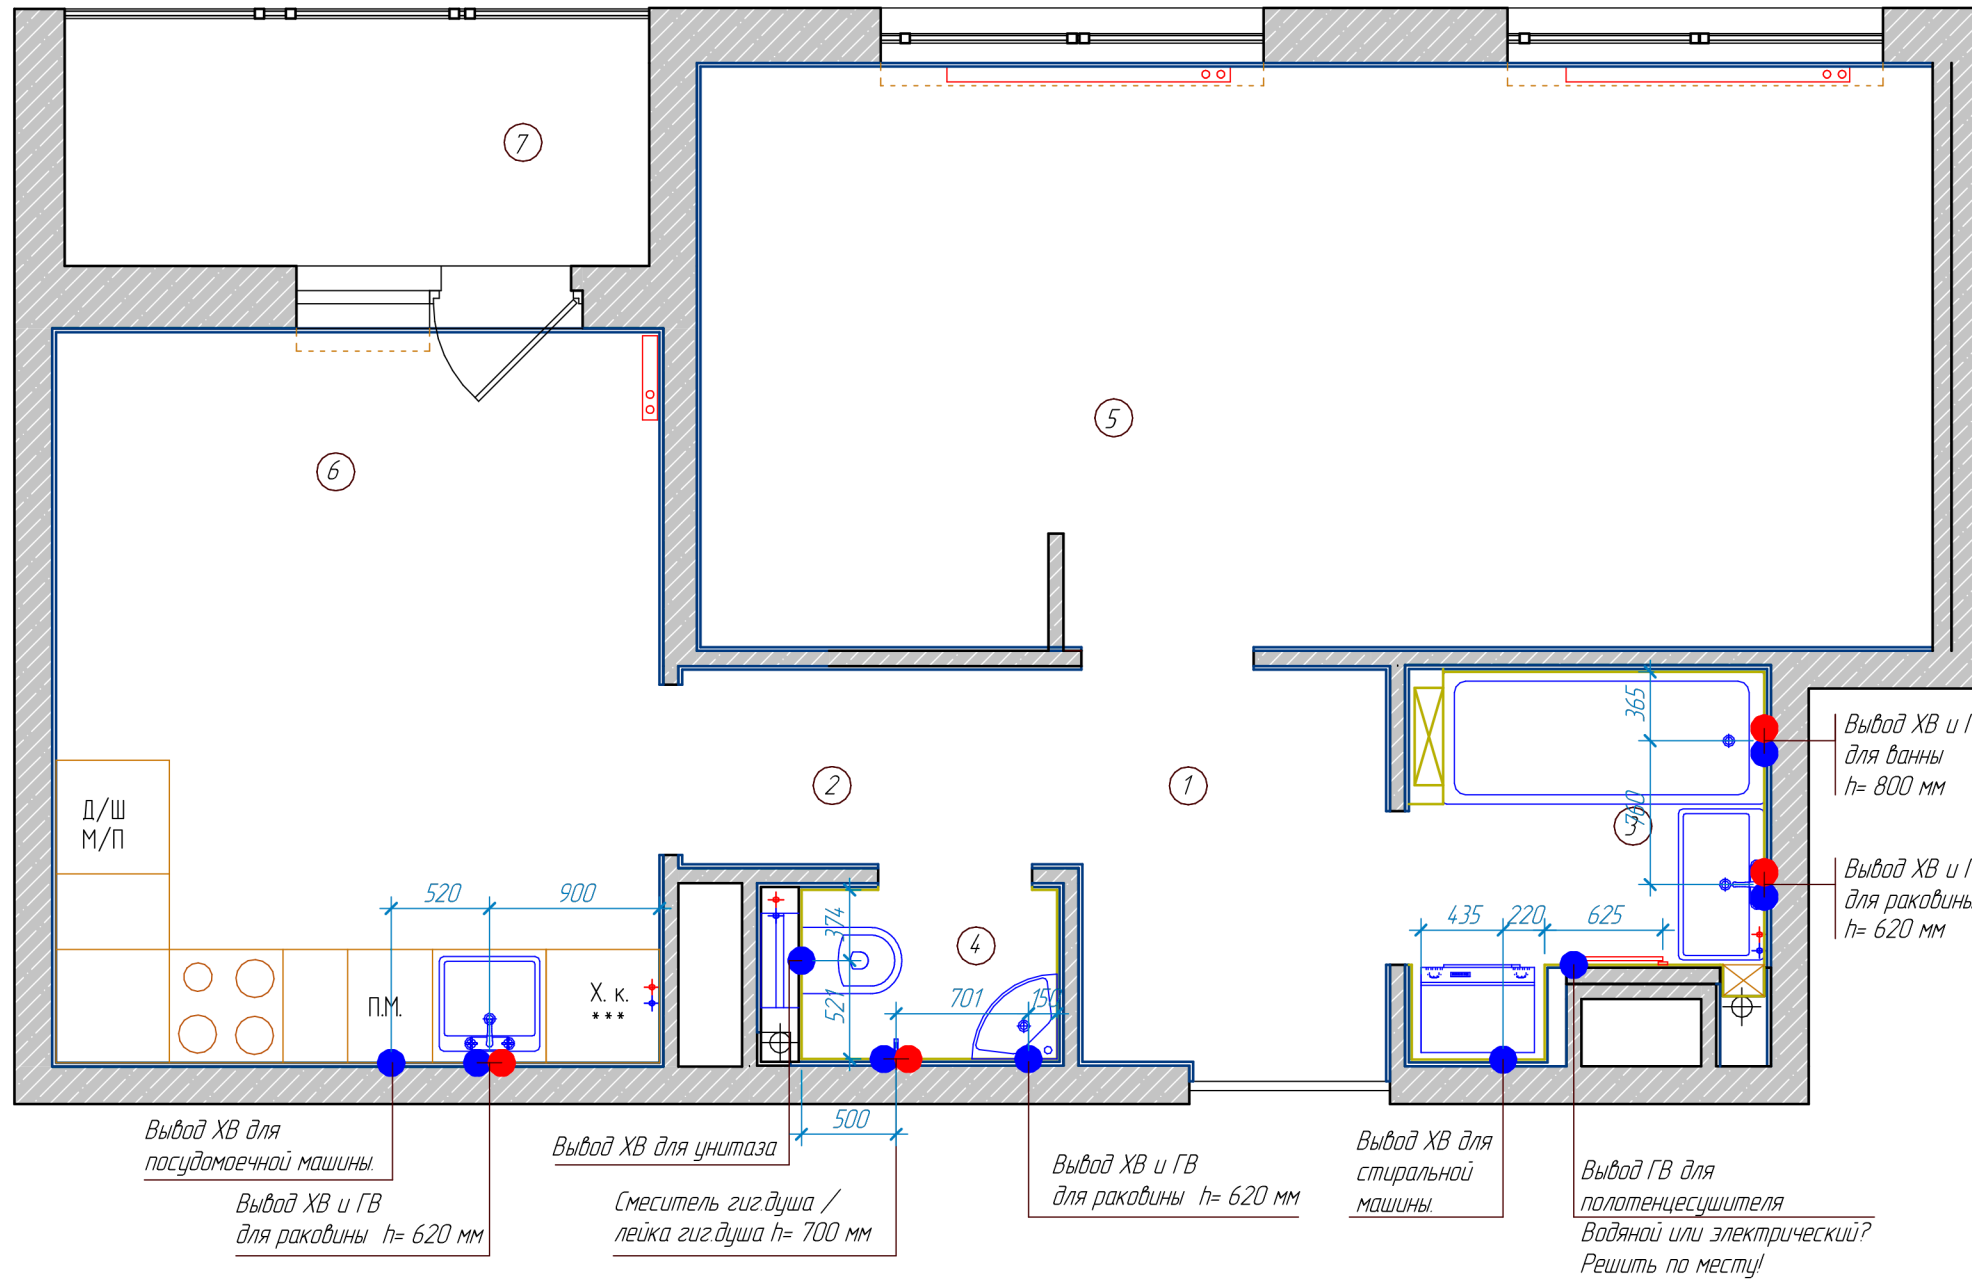 7
5
6
365
Вывод ХВ и Г
для ванны
h= 800 мм
2
1
700
3
Д/Ш
М/П
Вывод ХВ и Г
для раковины
h= 620 мм
520
900
374
4
435
220
625
Х. к.
***
П.М.
521
701
150
500
Вывод ХВ для
посудомоечной машины.
Вывод ХВ и ГВ
для раковины h= 620 мм
Вывод ХВ для унитаза
Смеситель гиг.душа /
лейка гиг.душа h= 700 мм
Вывод ХВ и ГВ
для раковины h= 620 мм
Вывод ХВ для
стиральной
машины.
Вывод ГВ для
полотенцесушителя
Водяной или электрический?
Решить по месту!